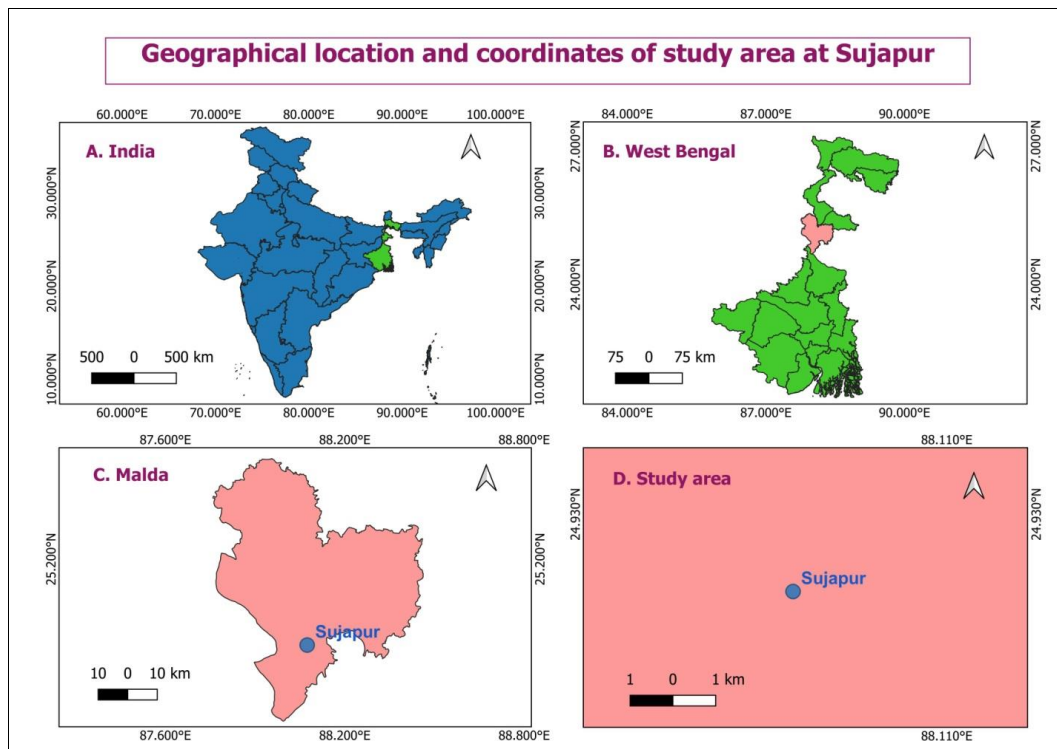 Geographical location and coordinates of study area at Sujapur
60.000°E 70.000°E 80.000°E 90.000°E 100.000°E
A. India
30.000°N 20.000°N 10.000°N
30.000°N 20.000°N 10.000°N
500 0 500 km
60.000°E 70.000°E 80.000°E 90.000°E 100.000°E
84.000°E 87.000°E 90.000°E
B. West Bengal
27.000°N 24.000°N
27.000°N 24.000°N
75 0 75 km
84.000°E 87.000°E 90.000°E
87.600°E 88.200°E 88.800°E
C. Malda
25.200°N
25.200°N
Sujapur
10 0 10 km
87.600°E 88.200°E 88.800°E
88.110°E
D. Study area
24.930°N
24.930°N
Sujapur
1 0 1 km
88.110°E